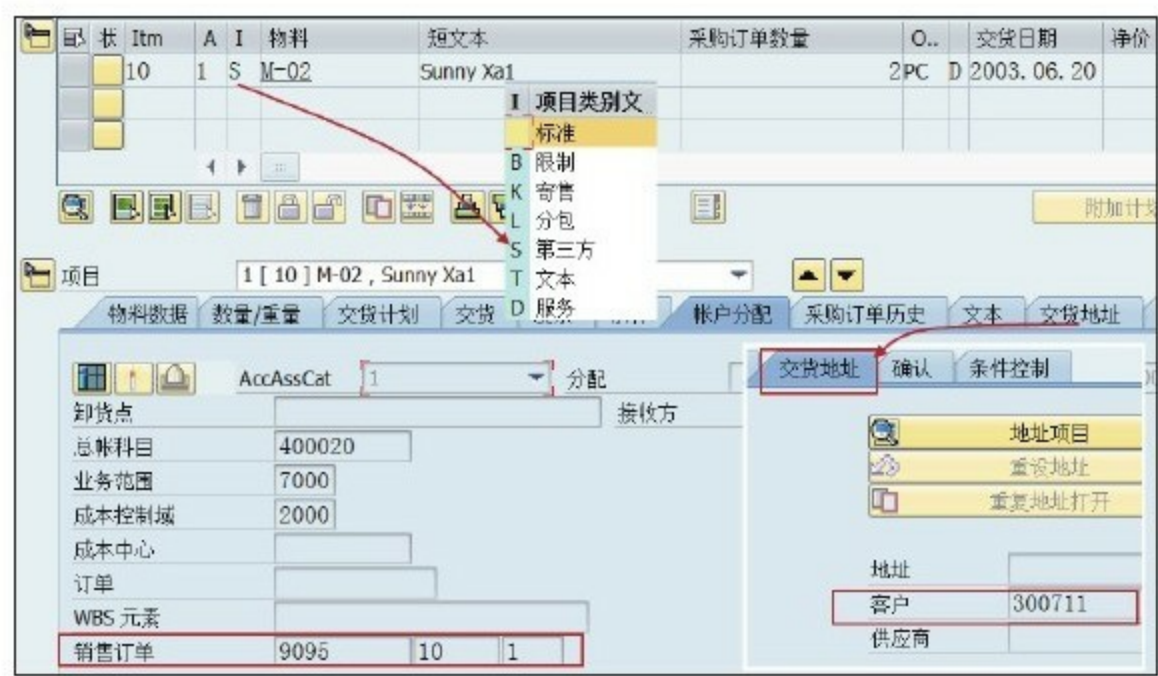 状 Itm A I 物料 短文本 采购订单数量 O.. 交货日期 净价
10 1 S M-02 Sunny Xa1 2 PC D 2003.06.20
I 项目类别文
标准
B 限制
K 寄售
L 分包
S 第三方
T 文本
D 服务
附加计划
项目 1 [ 10 ] M-02 , Sunny Xa1
物料数据 数量/重量 交货计划 交货 帐户分配 采购订单历史 文本 交货地址
AccAssCat 1 分配
交货地址 确认 条件控制
卸货点 接收方
总帐科目 400020
地址项目
业务范围 7000
重设地址
成本控制域 2000
重复地址打开
成本中心
地址
订单
客户 300711
WBS 元素
供应商
销售订单 9095 10 1